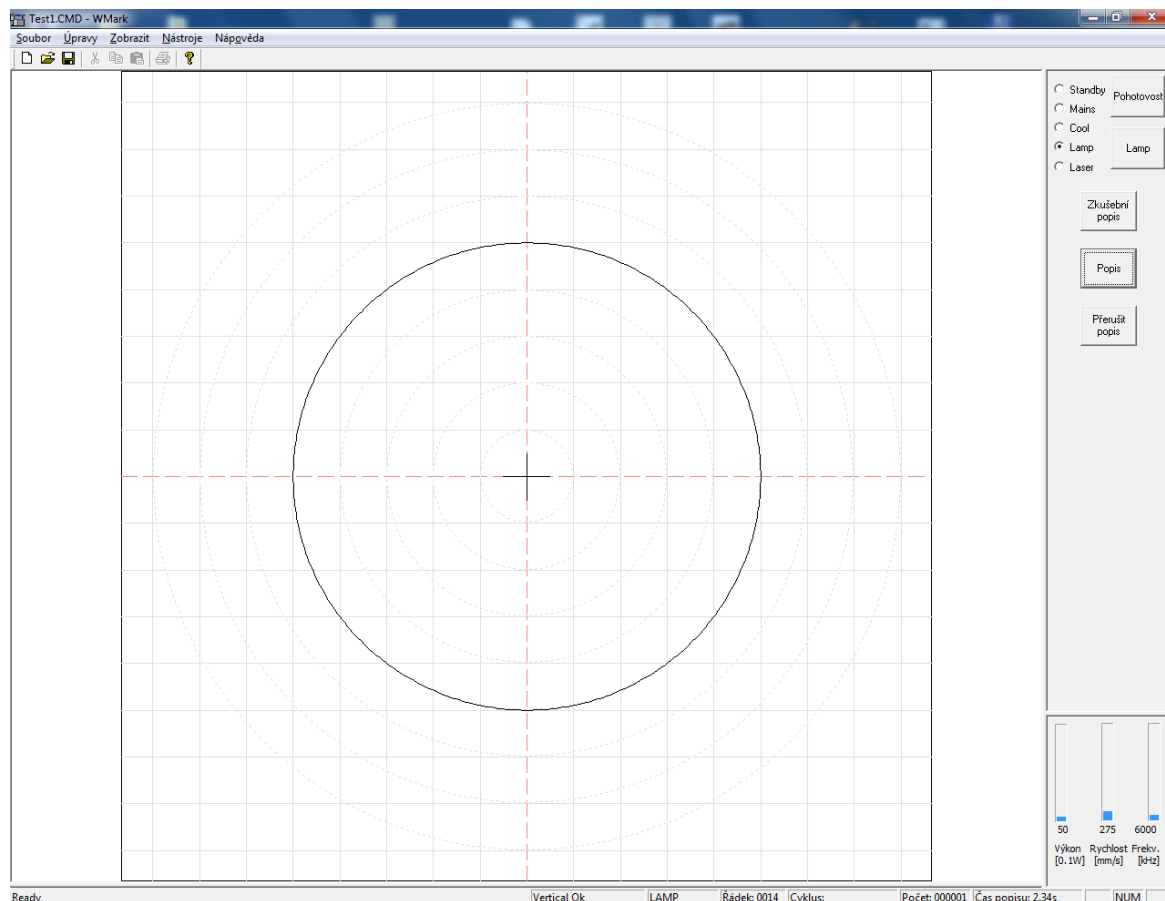 Test1.CMD - WMark
Soubor Úpravy Zobrazit Nástroje Nápověda
Standby
Mains
Cool
Lamp
Laser
Pohotovost
Lamp
Zkušební
popis
Popis
Přerušit
popis
50 275 6000
Výkon Rychlost Frekv.
[0.1W] [mm/s] [kHz]
Ready Vertical Ok LAMP Řádek: 0014 Cyklus: Počet: 000001 Čas popisu: 2.34s NUM